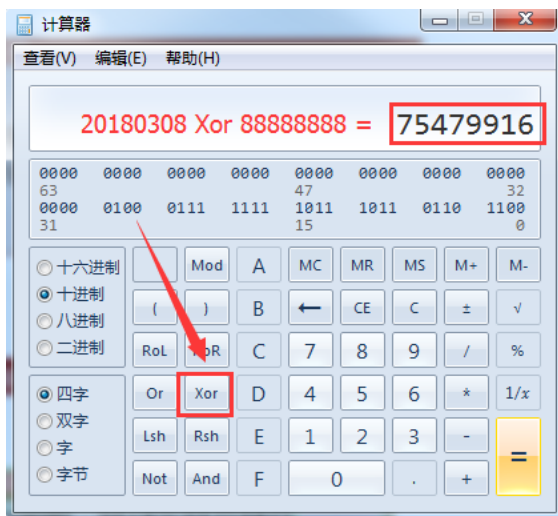 计算器
查看(V) 编辑(E) 帮助(H)
20180308 Xor 88888888 = 75479916
0000 0000 0000 0000 0000 0000 0000 0000
63 47 32
0000 0100 0111 1111 1011 1011 0110 1100
31 15 0
十六进制 Mod A MC MR MS M+ M-
十进制 ( ) B ← CE C ± √
八进制
二进制 RoL RoR C 7 8 9 / %
四字 Or Xor D 4 5 6 * 1/x
双字
字 Lsh Rsh E 1 2 3 - =
字节 Not And F 0 . +